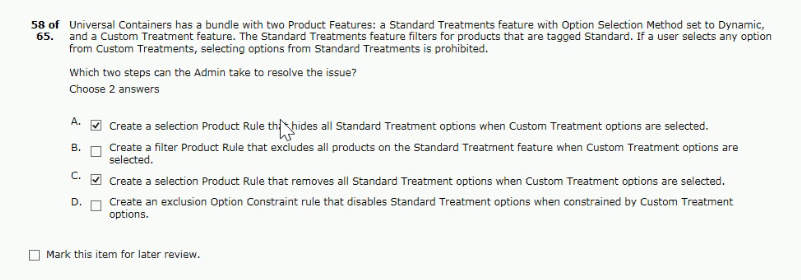 58 of Universal Containers has a bundle with two Product Features: a Standard Treatments feature with Option Selection Method set to Dynamic,
65. and a Custom Treatment feature. The Standard Treatments feature filters for products that are tagged Standard. If a user selects any option
from Custom Treatments, selecting options from Standard Treatments is prohibited.
Which two steps can the Admin take to resolve the issue?
Choose 2 answers
A. Create a selection Product Rule that hides all Standard Treatment options when Custom Treatment options are selected.
B. Create a filter Product Rule that excludes all products on the Standard Treatment feature when Custom Treatment options are
selected.
C. Create a selection Product Rule that removes all Standard Treatment options when Custom Treatment options are selected.
D. Create an exclusion Option Constraint rule that disables Standard Treatment options when constrained by Custom Treatment
options.
Mark this item for later review.